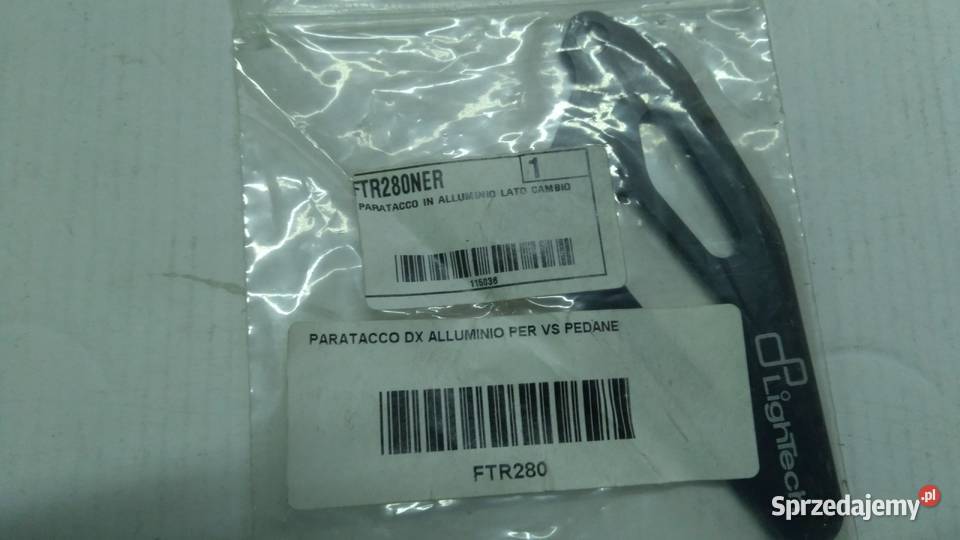 FTR280NER
1
PARATACCO IN ALLUMINIO LATO CAMBIO
115036
PARATACCO DX ALLUMINIO PER VS PEDANE
FTR280
LighTech
Sprzedajemy.pl